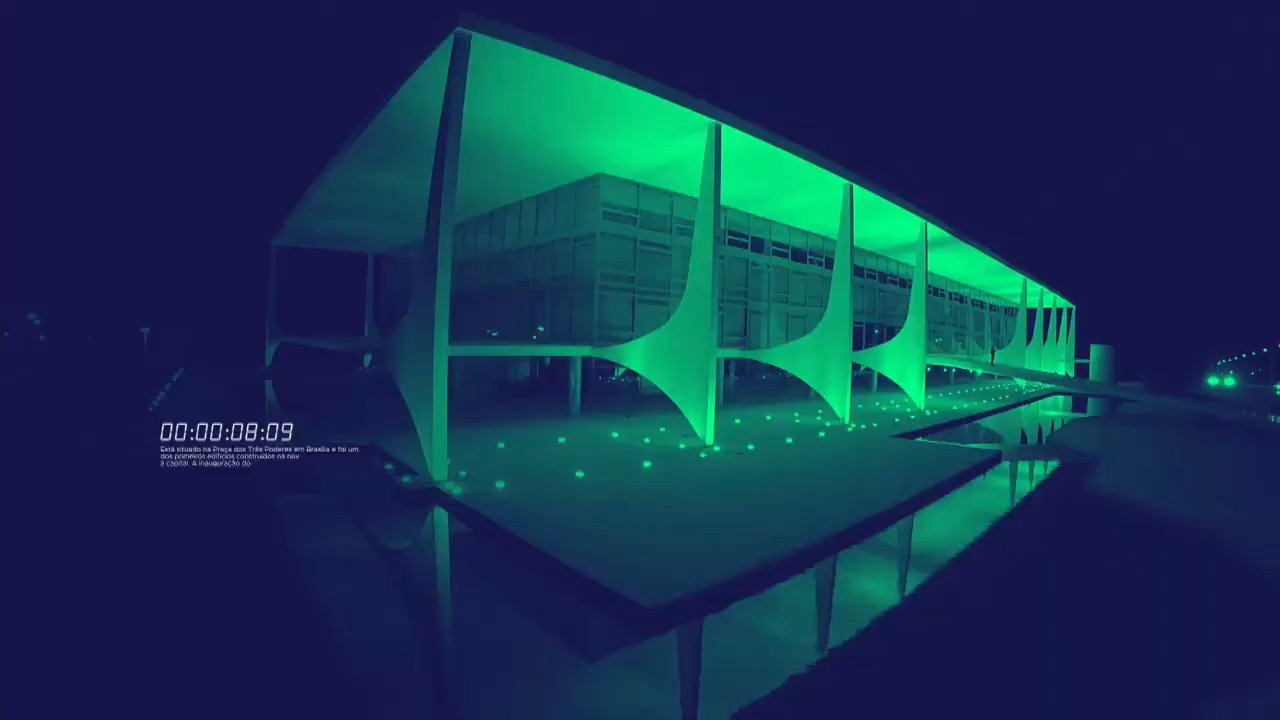 00:00:08:09
Está situado na Praça dos Três Poderes em Brasília e foi um
dos primeiros edifícios construídos na nov
a capital. A inauguração do